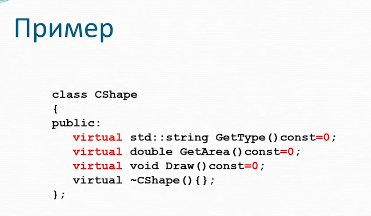 Пример
class CShape
{
public:
virtual std::string GetType()const=0;
virtual double GetArea()const=0;
virtual void Draw()const=0;
virtual ~CShape(){};
};